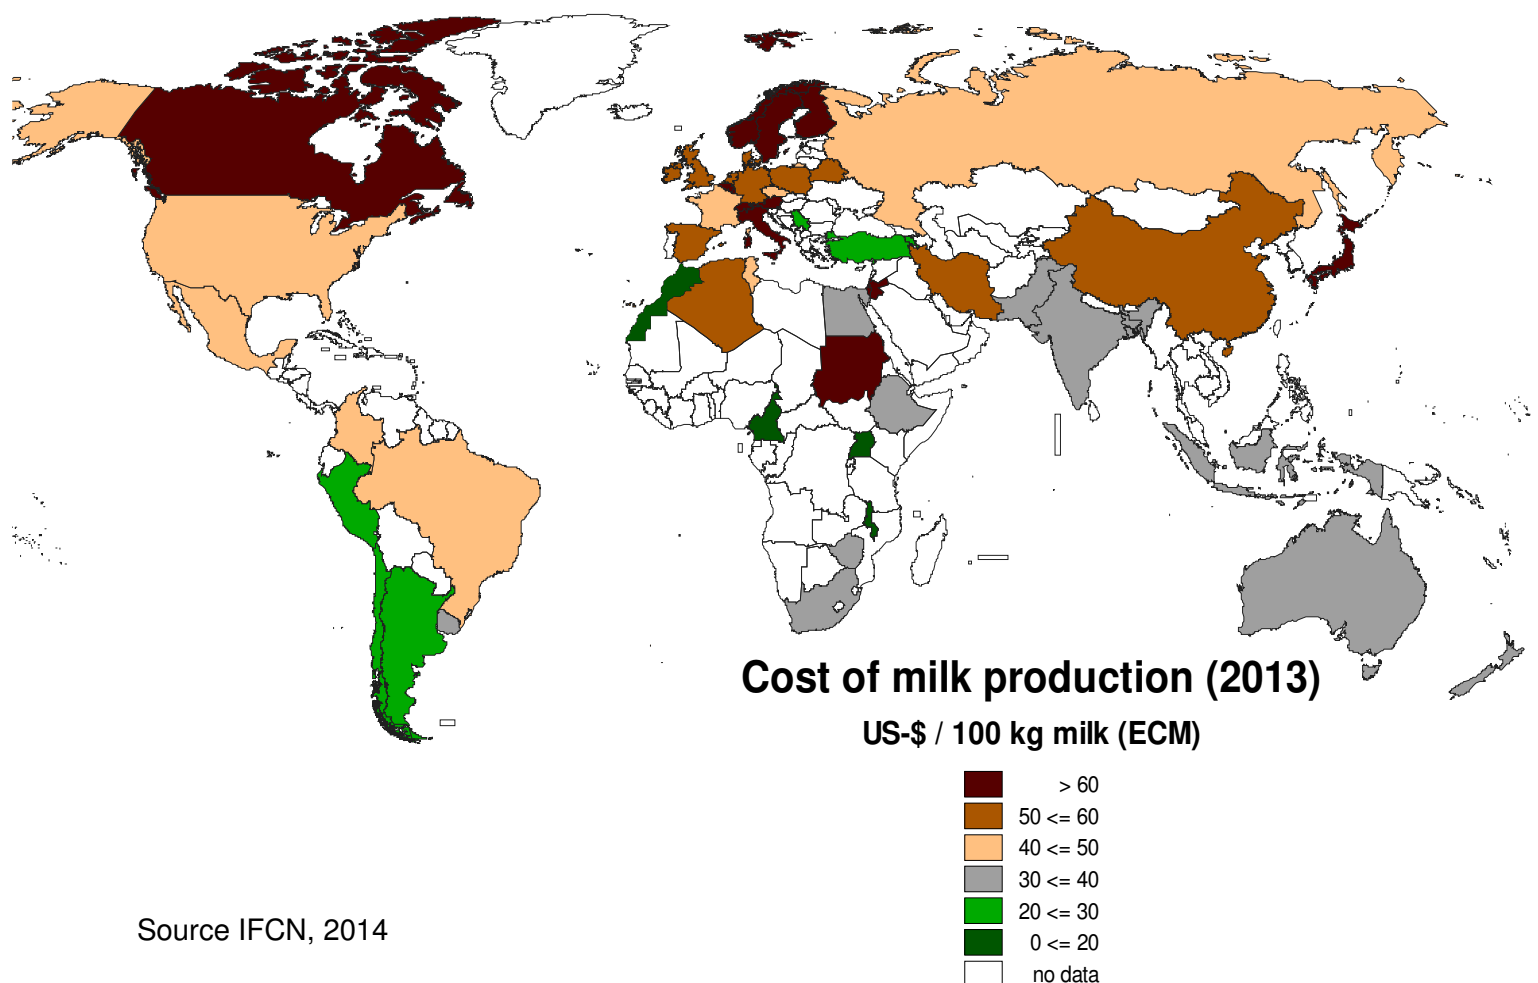 Cost of milk production (2013)
US-$ / 100 kg milk (ECM)
> 60
50 <= 60
40 <= 50
30 <= 40
20 <= 30
0 <= 20
no data
Source IFCN, 2014